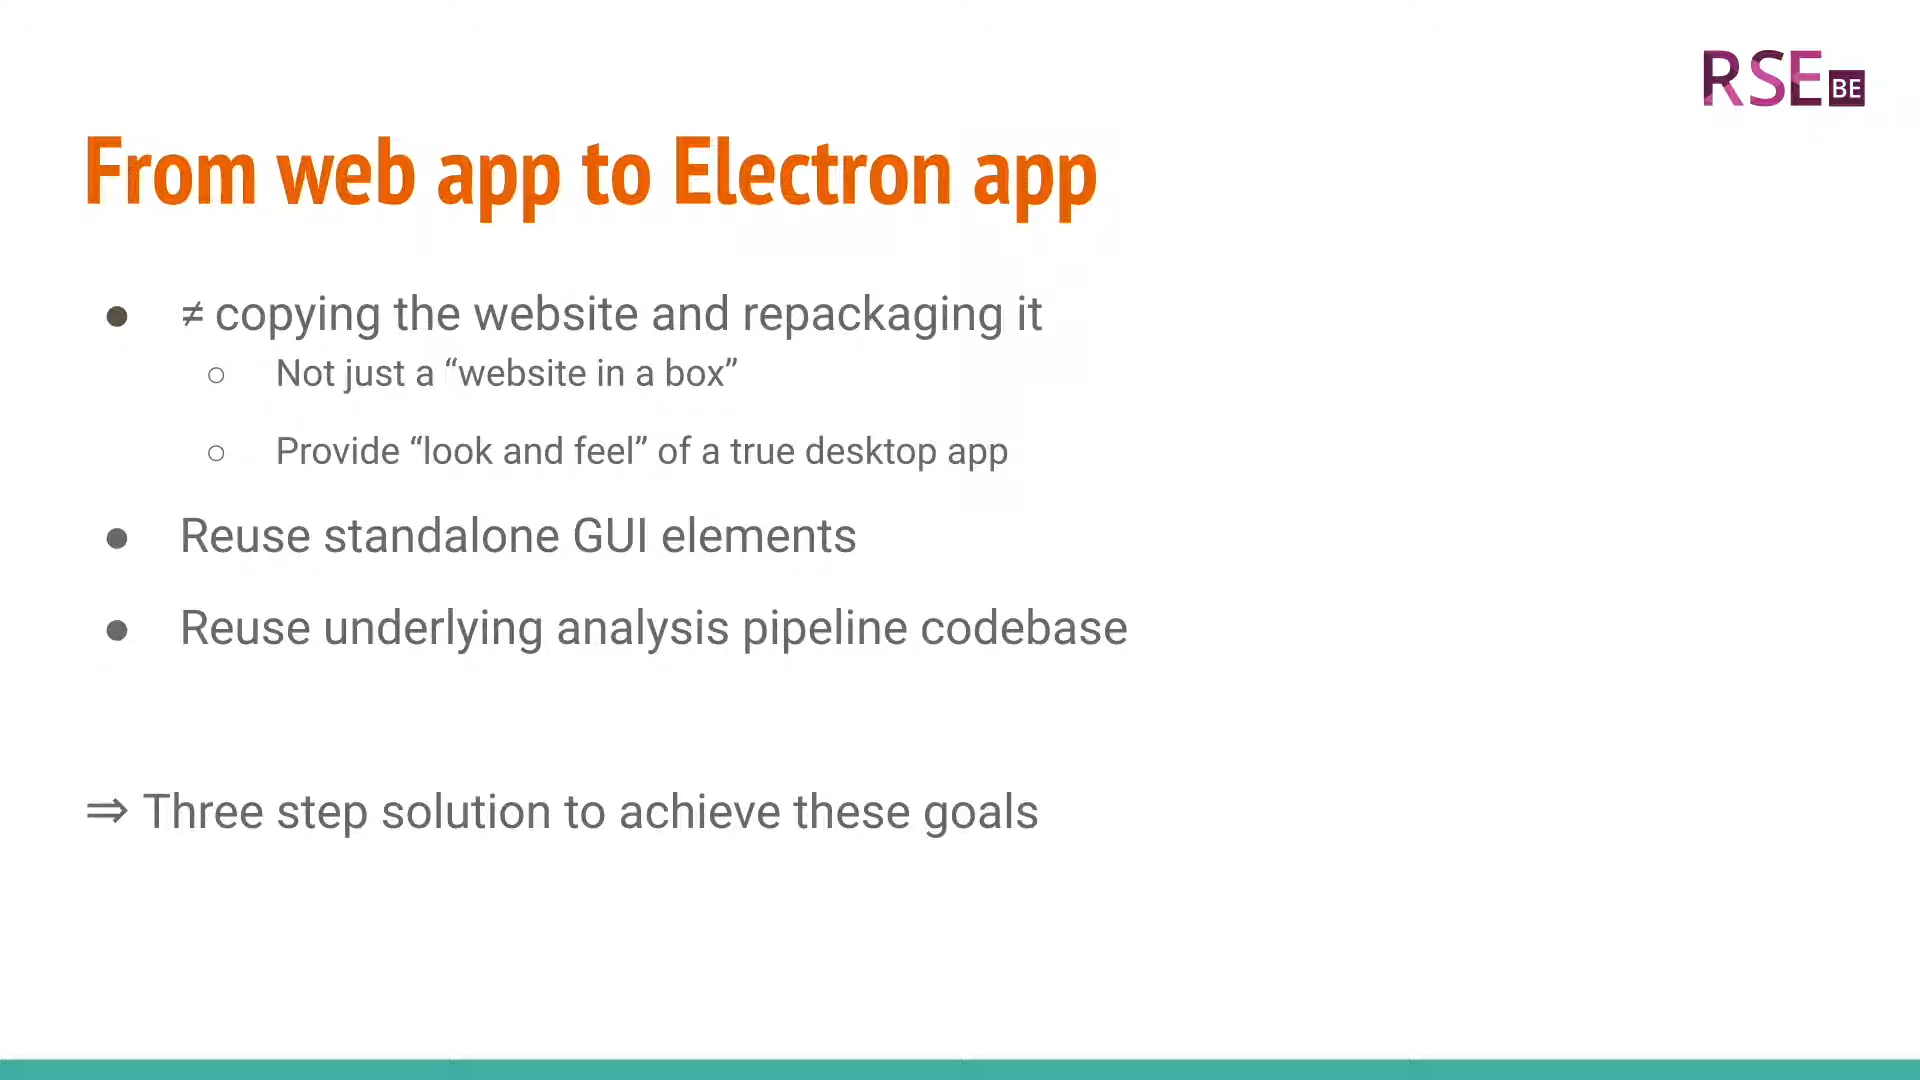 RSE BE
From web app to Electron app
● ≠ copying the website and repackaging it
○ Not just a “website in a box”
○ Provide “look and feel” of a true desktop app
● Reuse standalone GUI elements
● Reuse underlying analysis pipeline codebase
⇒ Three step solution to achieve these goals